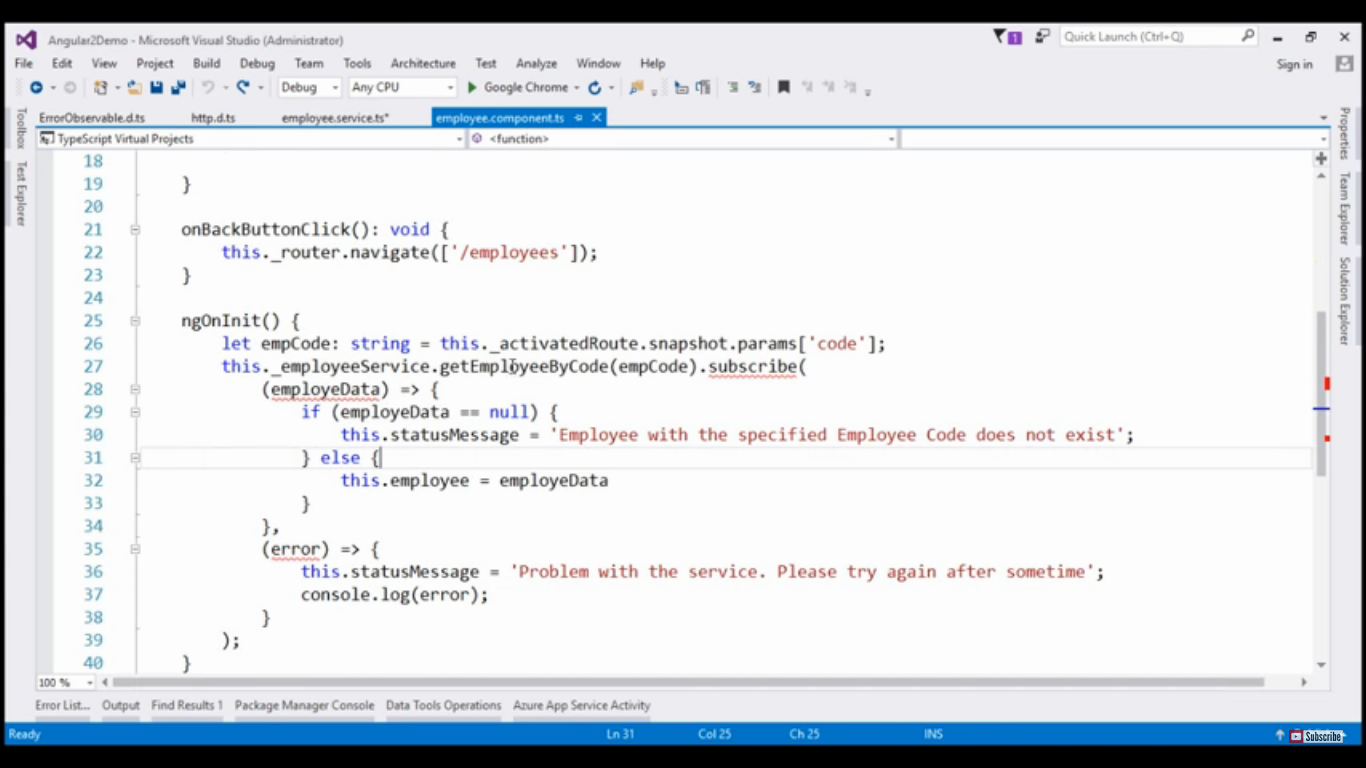 Angular2Demo - Microsoft Visual Studio (Administrator)
1
Quick Launch (Ctrl+Q)
File Edit View Project Build Debug Team Tools Architecture Test Analyze Window Help
Sign in
Debug Any CPU Google Chrome
Toolbox
Test Explorer
ErrorObservable.d.ts http.d.ts employee.service.ts* employee.component.ts
TypeScript Virtual Projects <function>
18
19 }
20
21 onBackButtonClick(): void {
22 this._router.navigate(['/employees']);
23 }
24
25 ngOnInit() {
26 let empCode: string = this._activatedRoute.snapshot.params['code'];
27 this._employeeService.getEmployeeByCode(empCode).subscribe(
28 (employeData) => {
29 if (employeData == null) {
30 this.statusMessage = 'Employee with the specified Employee Code does not exist';
31 } else {
32 this.employee = employeData
33 }
34 },
35 (error) => {
36 this.statusMessage = 'Problem with the service. Please try again after sometime';
37 console.log(error);
38 }
39 );
40 }
Properties
Team Explorer
Solution Explorer
100 %
Error List... Output Find Results 1 Package Manager Console Data Tools Operations Azure App Service Activity
Ready Ln 31 Col 25 Ch 25 INS
Subscribe